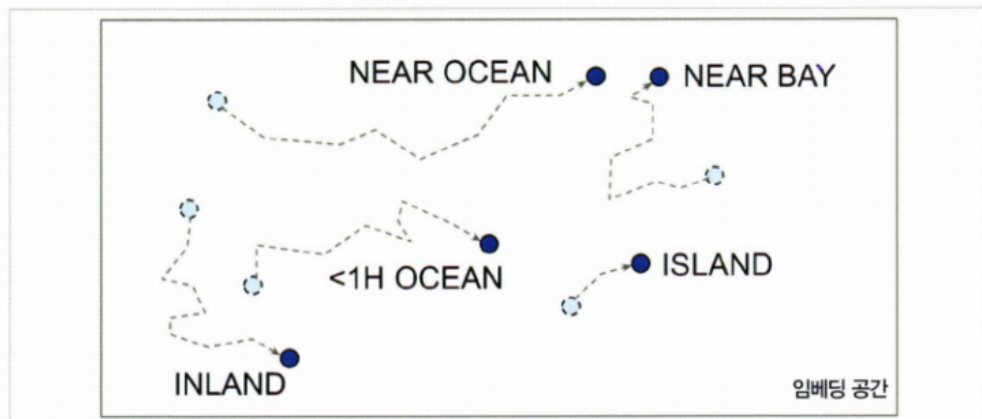 NEAR OCEAN
NEAR BAY
<1H OCEAN
ISLAND
INLAND
임베딩 공간